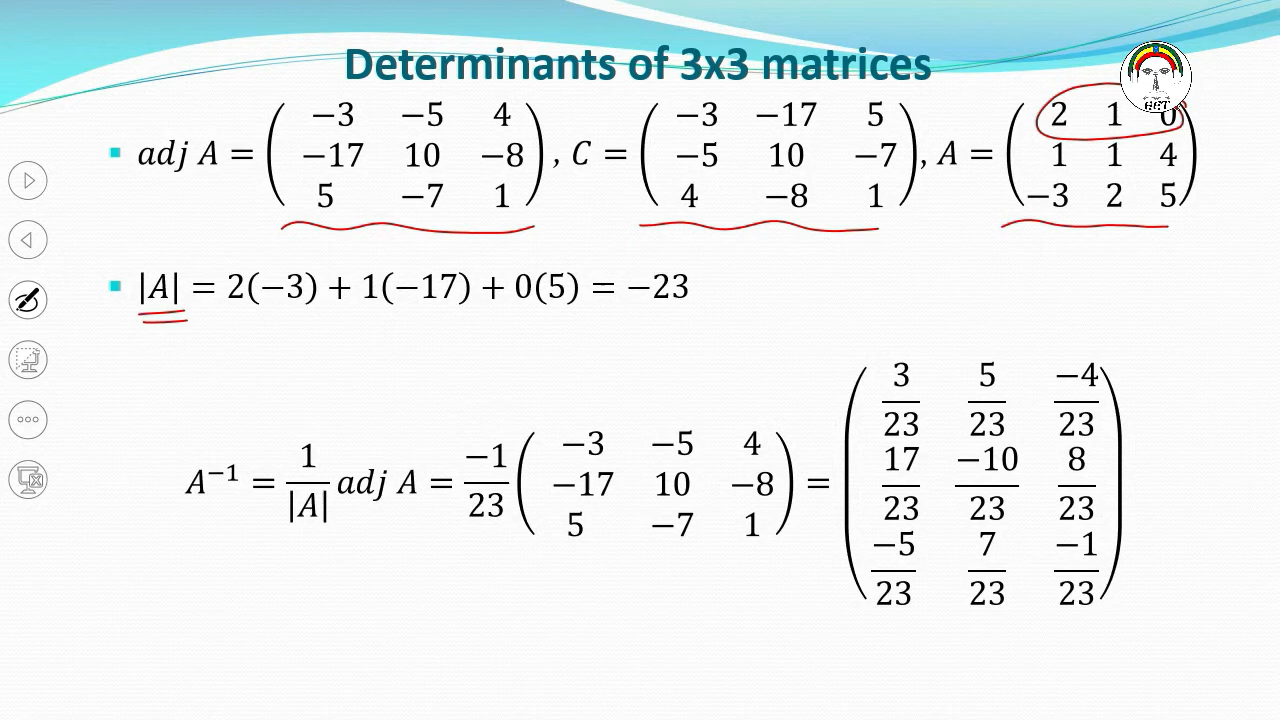 Determinants of 3x3 matrices
adj A = ( −3 −5 4 ; −17 10 −8 ; 5 −7 1 ) , C = ( −3 −17 5 ; −5 10 −7 ; 4 −8 1 ), A = ( 2 1 0 ; 1 1 4 ; −3 2 5 )
|A| = 2(−3) + 1(−17) + 0(5) = −23
A⁻¹ = 1/|A| adj A = −1/23 ( −3 −5 4 ; −17 10 −8 ; 5 −7 1 ) = ( 3/23 5/23 −4/23 ; 17/23 −10/23 8/23 ; −5/23 7/23 −1/23 )